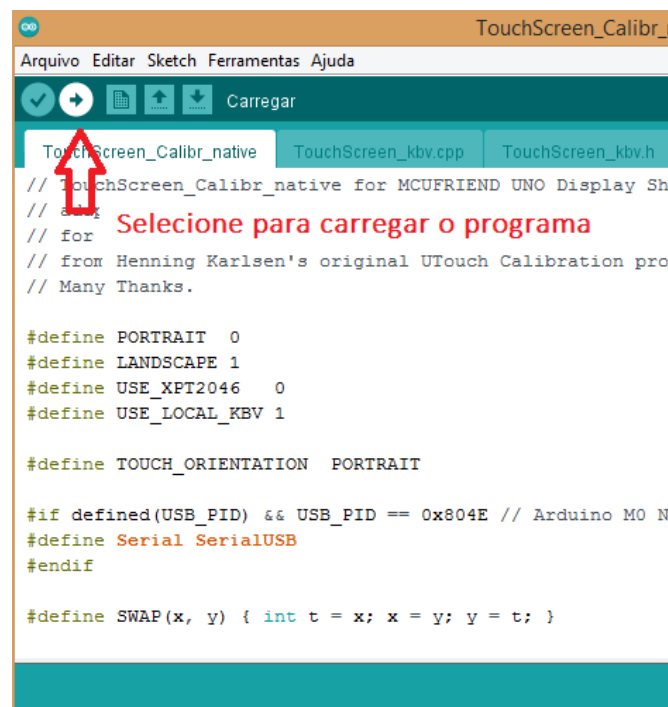 TouchScreen_Calibr_
Arquivo Editar Sketch Ferramentas Ajuda
Carregar
TouchScreen_Calibr_native TouchScreen_kbv.cpp TouchScreen_kbv.h
// TouchScreen_Calibr_native for MCUFRIEND UNO Display Sh
//
Selecione para carregar o programa
// for
// from Henning Karlsen's original UTouch Calibration pro
// Many Thanks.
#define PORTRAIT 0
#define LANDSCAPE 1
#define USE_XPT2046 0
#define USE_LOCAL_KBV 1
#define TOUCH_ORIENTATION PORTRAIT
#if defined(USB_PID) && USB_PID == 0x804E // Arduino M0 N
#define Serial SerialUSB
#endif
#define SWAP(x, y) { int t = x; x = y; y = t; }